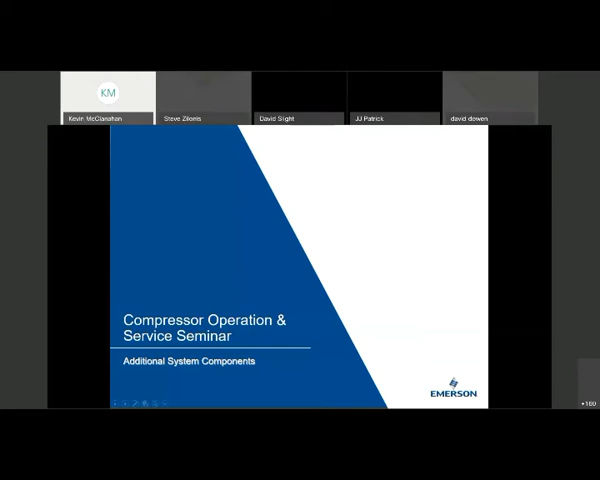 KM
Kevin McClanahan
Steve Zilonis
David Slight
JJ Patrick
david dowen
Compressor Operation &
Service Seminar
Additional System Components
EMERSON
+160